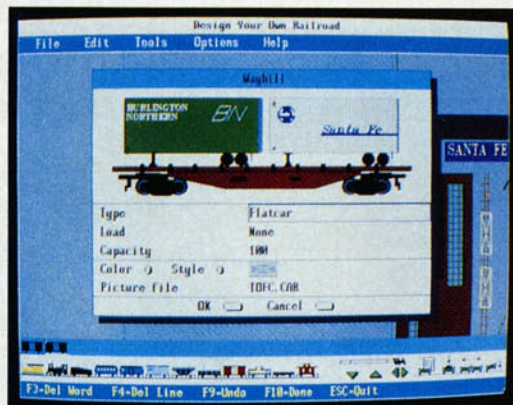 Design Your Own Railroad
File Edit Tools Options Help
Waybill
BURLINGTON
NORTHERN
BN
Santa Fe
SANTA FE
Type Flatcar
Load None
Capacity 100
Color Style
Picture file TOFC.CAR
OK Cancel
F3-Del Word F4-Del Line F9-Undo F10-Done ESC-Quit